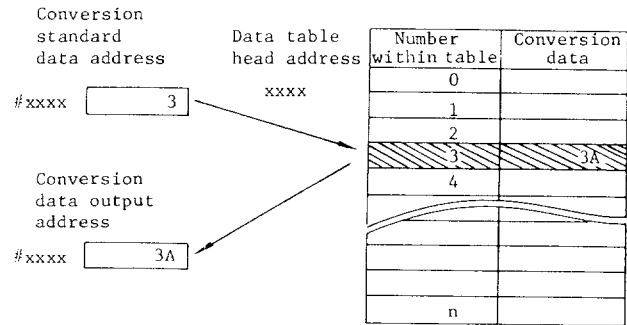 Conversion
standard
data address
#xxxx 3
Data table
head address
xxxx
Conversion
data output
address
#xxxx 3A
Number
within table
Conversion
data
0
1
2
3 3A
4
n